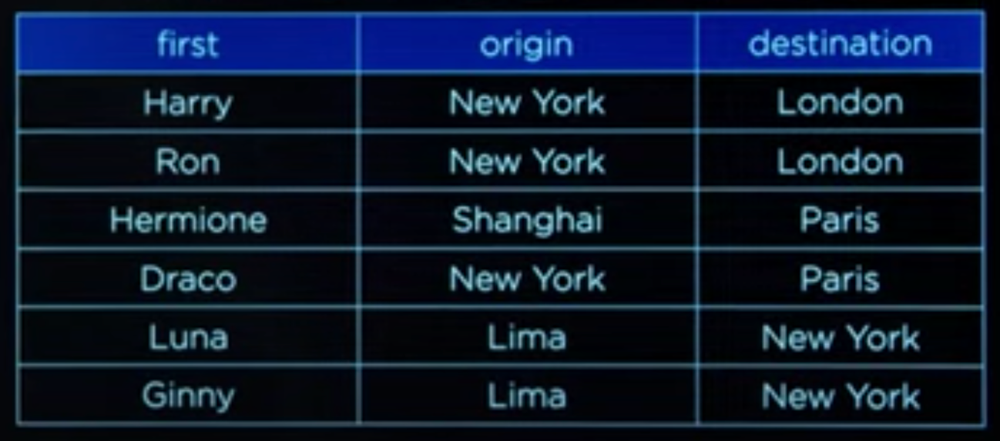 first origin destination
Harry New York London
Ron New York London
Hermione Shanghai Paris
Draco New York Paris
Luna Lima New York
Ginny Lima New York